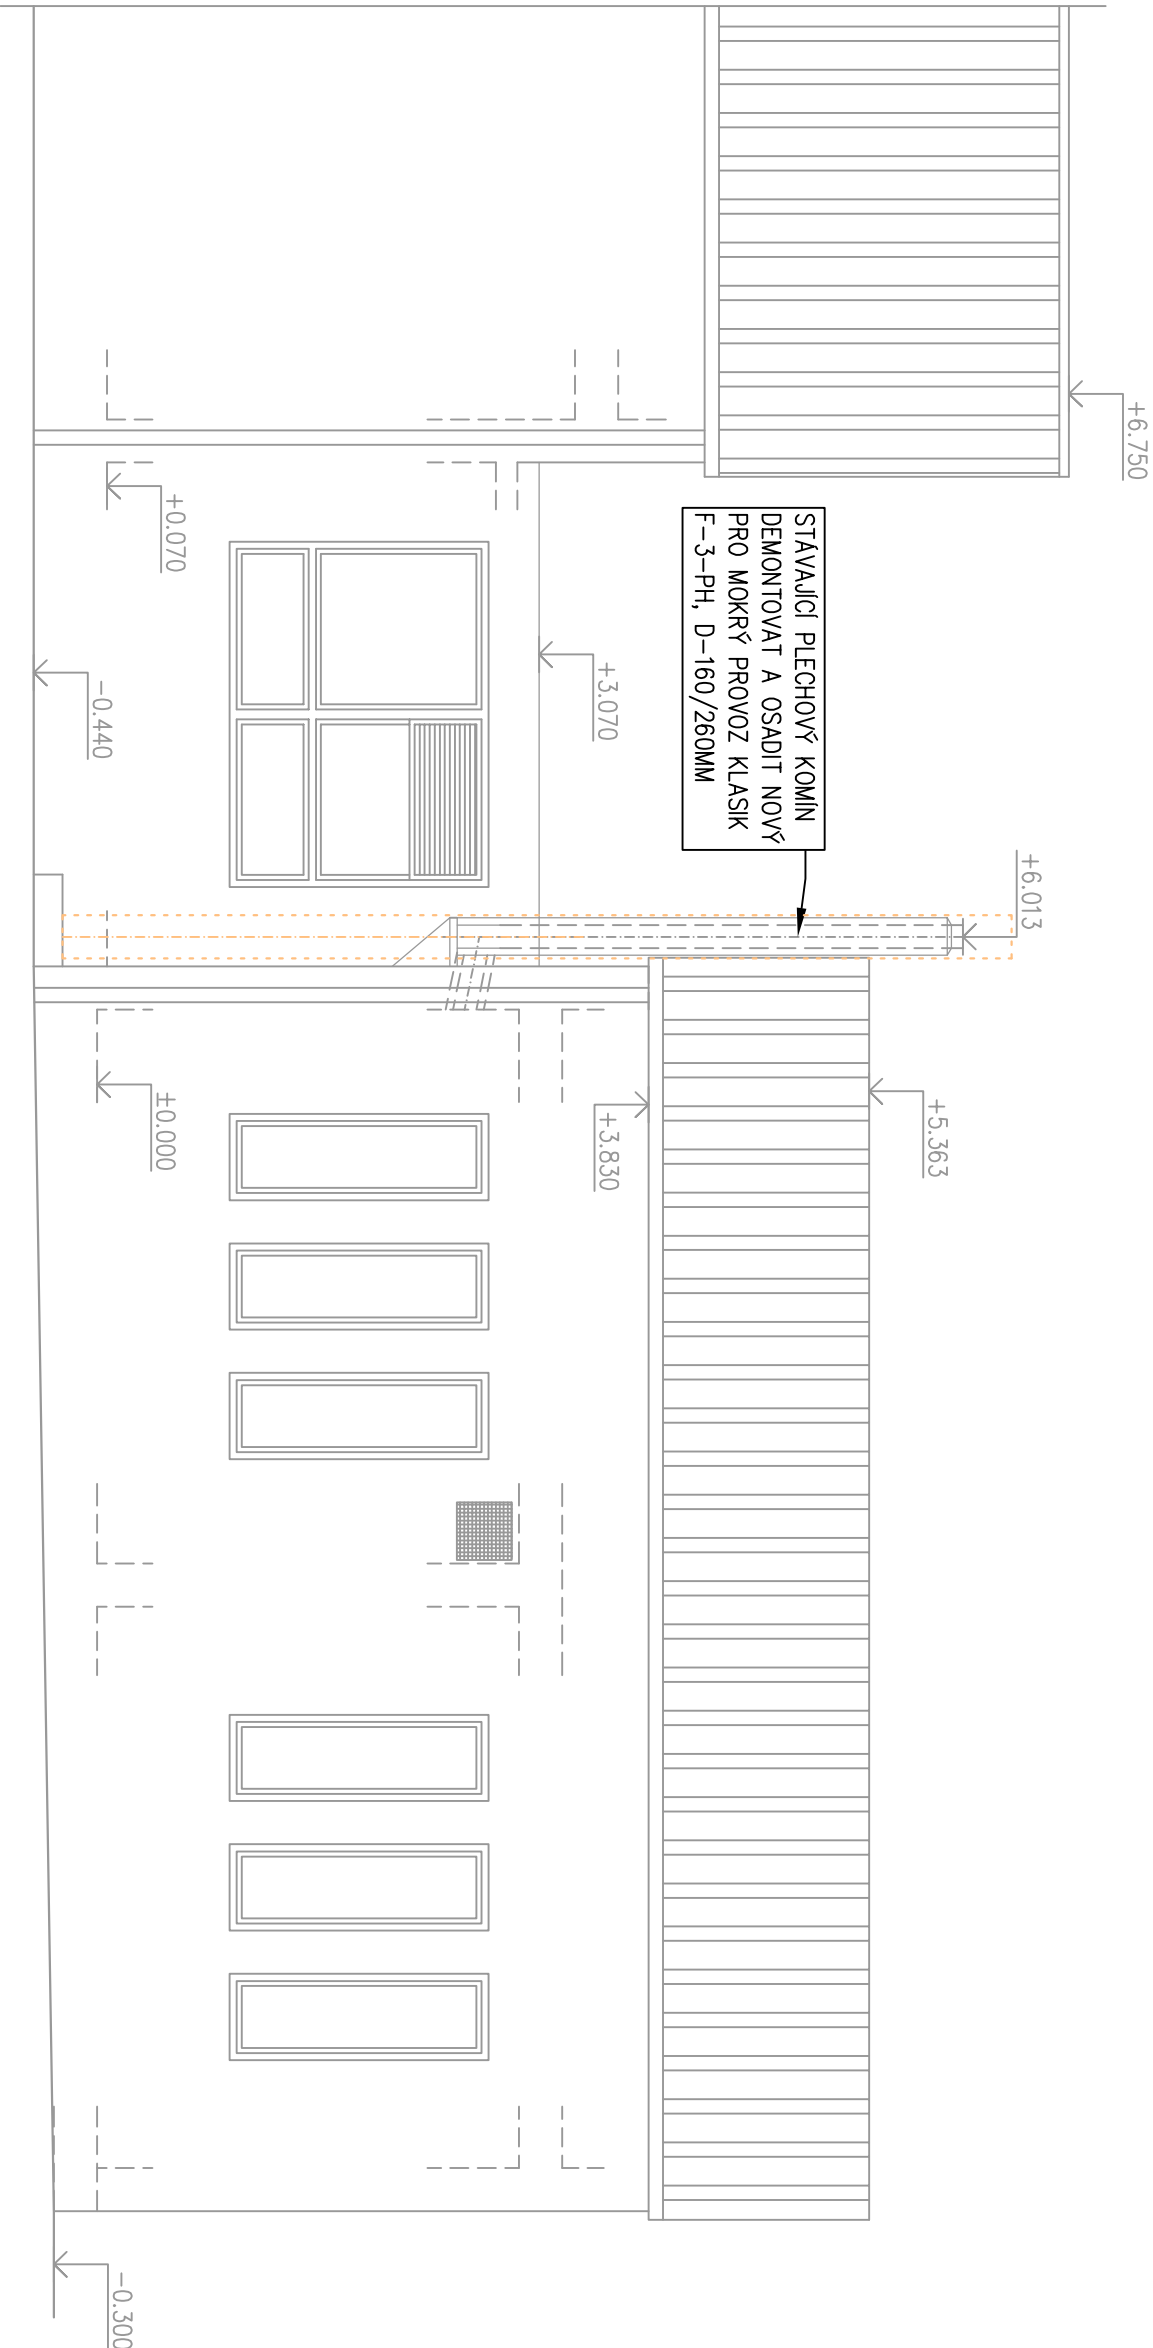 +6.750
+6.013
+5.363
STÁVAJÍCÍ PLECHOVÝ KOMÍN
DEMONTOVAT A OSADIT NOVÝ
PRO MOKRÝ PROVOZ KLASIK
F-3-PH, D-160/260MM
+3.070
+3.830
+0.070
±0.000
-0.440
-0.300